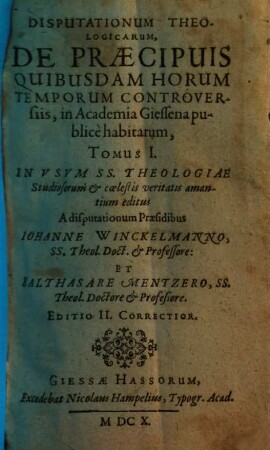 DISPUTATIONUM THEO-
LOGICARUM,
DE PRÆCIPUIS
QUIBUSDAM HORUM
TEMPORUM CONTROVER-
siis, in Academia Giessena pu-
blicè habitarum,
TOMUS I.
IN VSVM SS. THEOLOGIAE
Studiosorum & cœlestis veritatis aman-
tium editus
A disputationum Præsidibus
IOHANNE WINCKELMANNO,
SS. Theol. Doct. & Professore:
ET
BALTHASARE MENTZERO, SS.
Theol. Doctore & Professore.
EDITIO II. CORRECTIOR.
GIESSÆ HASSORUM,
Excudebat Nicolaus Hampelius, Typogr. Acad.
M DC X.